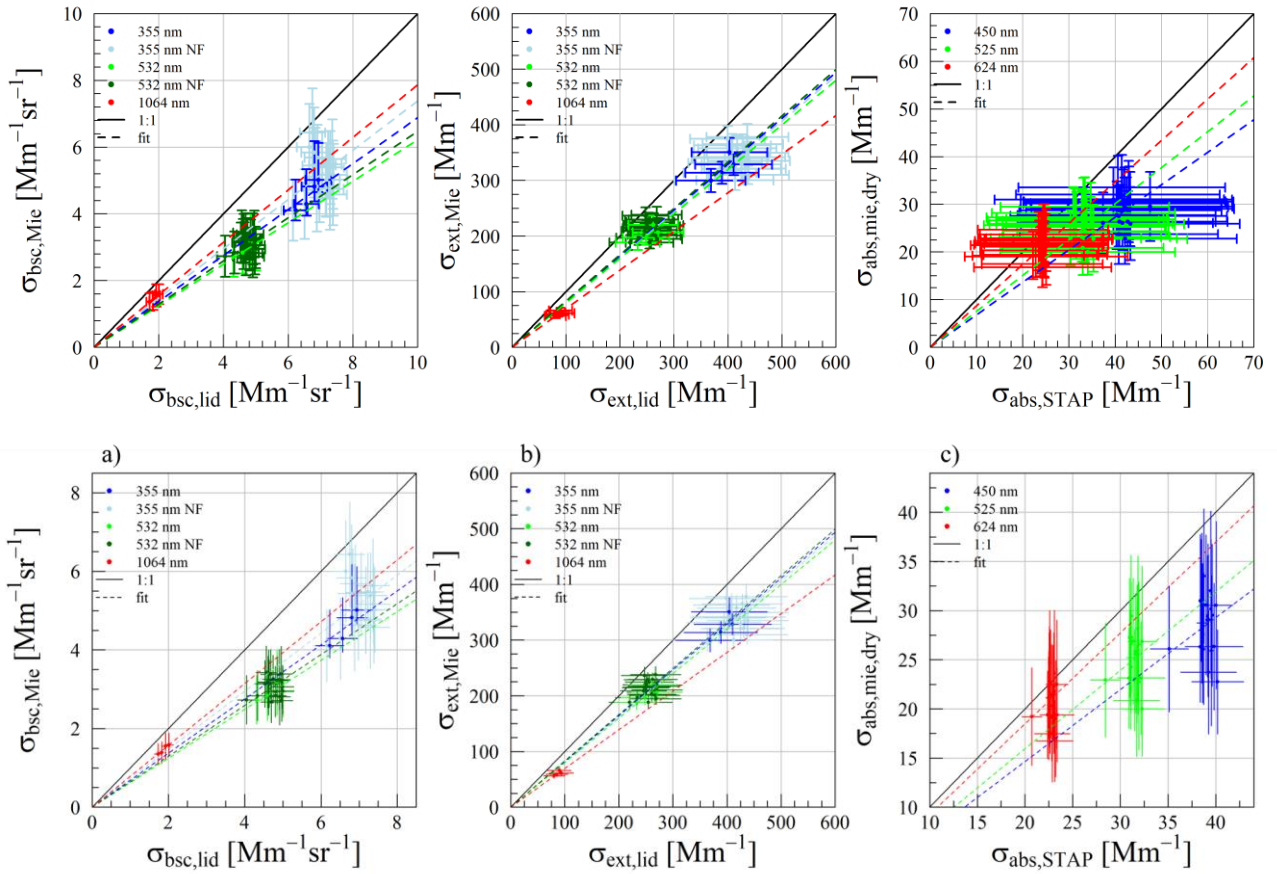 10
8
6
4
2
0
σbsc,Mie [Mm⁻¹sr⁻¹]
355 nm
355 nm NF
532 nm
532 nm NF
1064 nm
1:1
fit
0 2 4 6 8 10
σbsc,lid [Mm⁻¹sr⁻¹]
600
500
400
300
200
100
0
σext,Mie [Mm⁻¹]
355 nm
355 nm NF
532 nm
532 nm NF
1064 nm
1:1
fit
0 100 200 300 400 500 600
σext,lid [Mm⁻¹]
70
60
50
40
30
20
10
0
σabs,mie,dry [Mm⁻¹]
450 nm
525 nm
624 nm
1:1
fit
0 10 20 30 40 50 60 70
σabs,STAP [Mm⁻¹]
a)
8
6
4
2
0
σbsc,Mie [Mm⁻¹sr⁻¹]
355 nm
355 nm NF
532 nm
532 nm NF
1064 nm
1:1
fit
0 2 4 6 8
σbsc,lid [Mm⁻¹sr⁻¹]
b)
600
500
400
300
200
100
0
σext,Mie [Mm⁻¹]
355 nm
355 nm NF
532 nm
532 nm NF
1064 nm
1:1
fit
0 100 200 300 400 500 600
σext,lid [Mm⁻¹]
c)
40
35
30
25
20
15
10
σabs,mie,dry [Mm⁻¹]
450 nm
525 nm
624 nm
1:1
fit
10 15 20 25 30 35 40
σabs,STAP [Mm⁻¹]